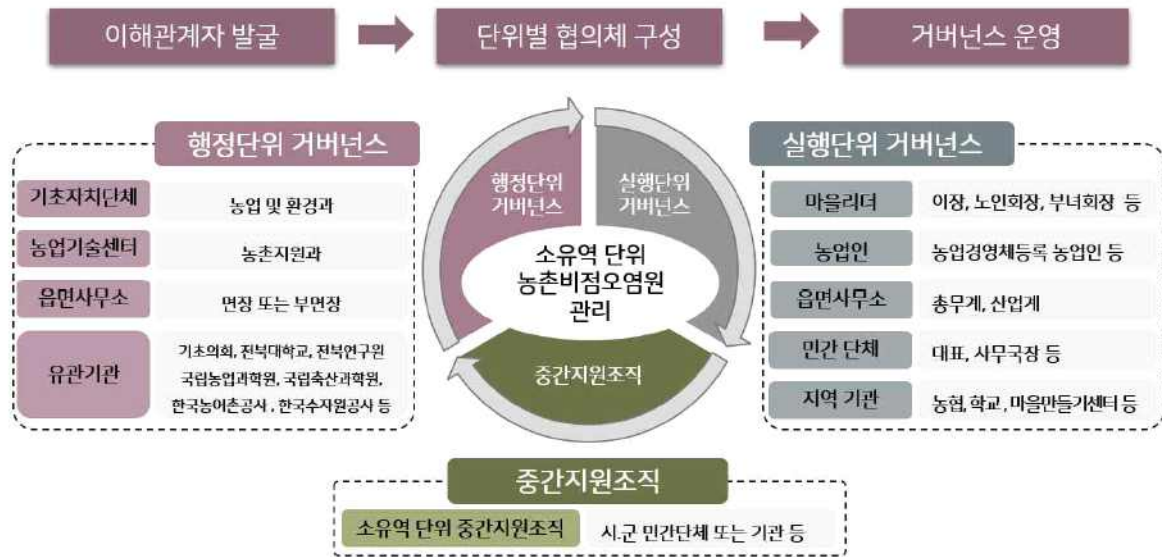 이해관계자 발굴
단위별 협의체 구성
거버넌스 운영
행정단위 거버넌스
기초자치단체
농업 및 환경과
농업기술센터
농촌지원과
읍면사무소
면장 또는 부면장
유관기관
기초의회, 전북대학교, 전북연구원
국립농업과학원, 국립축산과학원,
한국농어촌공사 , 한국수자원공사 등
행정단위
거버넌스
실행단위
거버넌스
소유역 단위
농촌비점오염원
관리
중간지원조직
실행단위 거버넌스
마을리더
이장, 노인회장, 부녀회장 등
농업인
농업경영체등록 농업인 등
읍면사무소
총무계, 산업계
민간 단체
대표, 사무국장 등
지역 기관
농협, 학교, 마을만들기센터 등
중간지원조직
소유역 단위 중간지원조직
시.군 민간단체 또는 기관 등